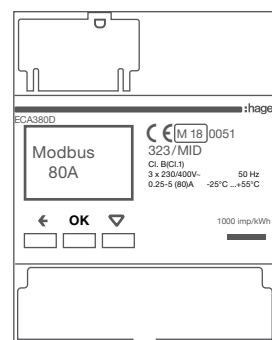 :hage
ECA380D
Modbus
80A
CE M 18 0051
323/MID
Cl. B(Cl.1)
3 x 230/400V~ 50 Hz
0.25-5 (80)A -25°C ...+55°C
OK
1000 imp/kWh